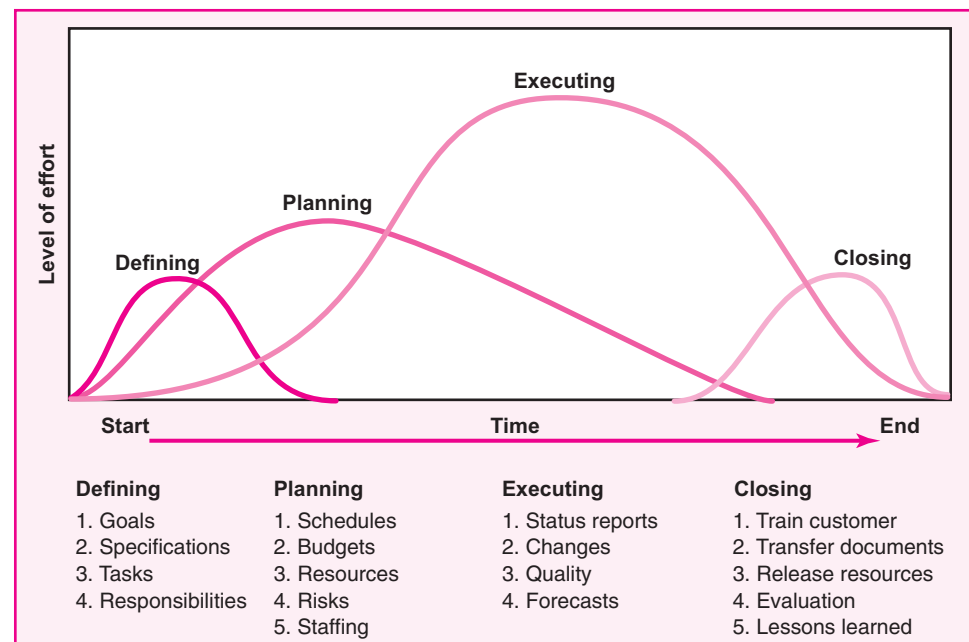 Executing
Planning
Defining
Closing
Level of effort
Start Time End
Defining
1. Goals
2. Specifications
3. Tasks
4. Responsibilities
Planning
1. Schedules
2. Budgets
3. Resources
4. Risks
5. Staffing
Executing
1. Status reports
2. Changes
3. Quality
4. Forecasts
Closing
1. Train customer
2. Transfer documents
3. Release resources
4. Evaluation
5. Lessons learned